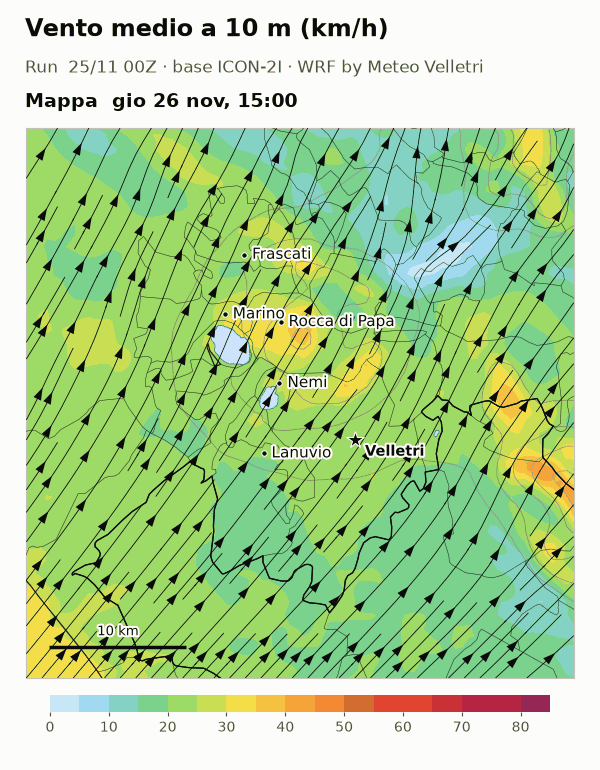 Vento medio a 10 m (km/h)
Run  25/11 00Z · base ICON-2I · WRF by Meteo Velletri
Mappa  gio 26 nov, 15:00
Frascati
Marino
Rocca di Papa
Nemi
Velletri
Lanuvio
10 km
0 10 20 30 40 50 60 70 80